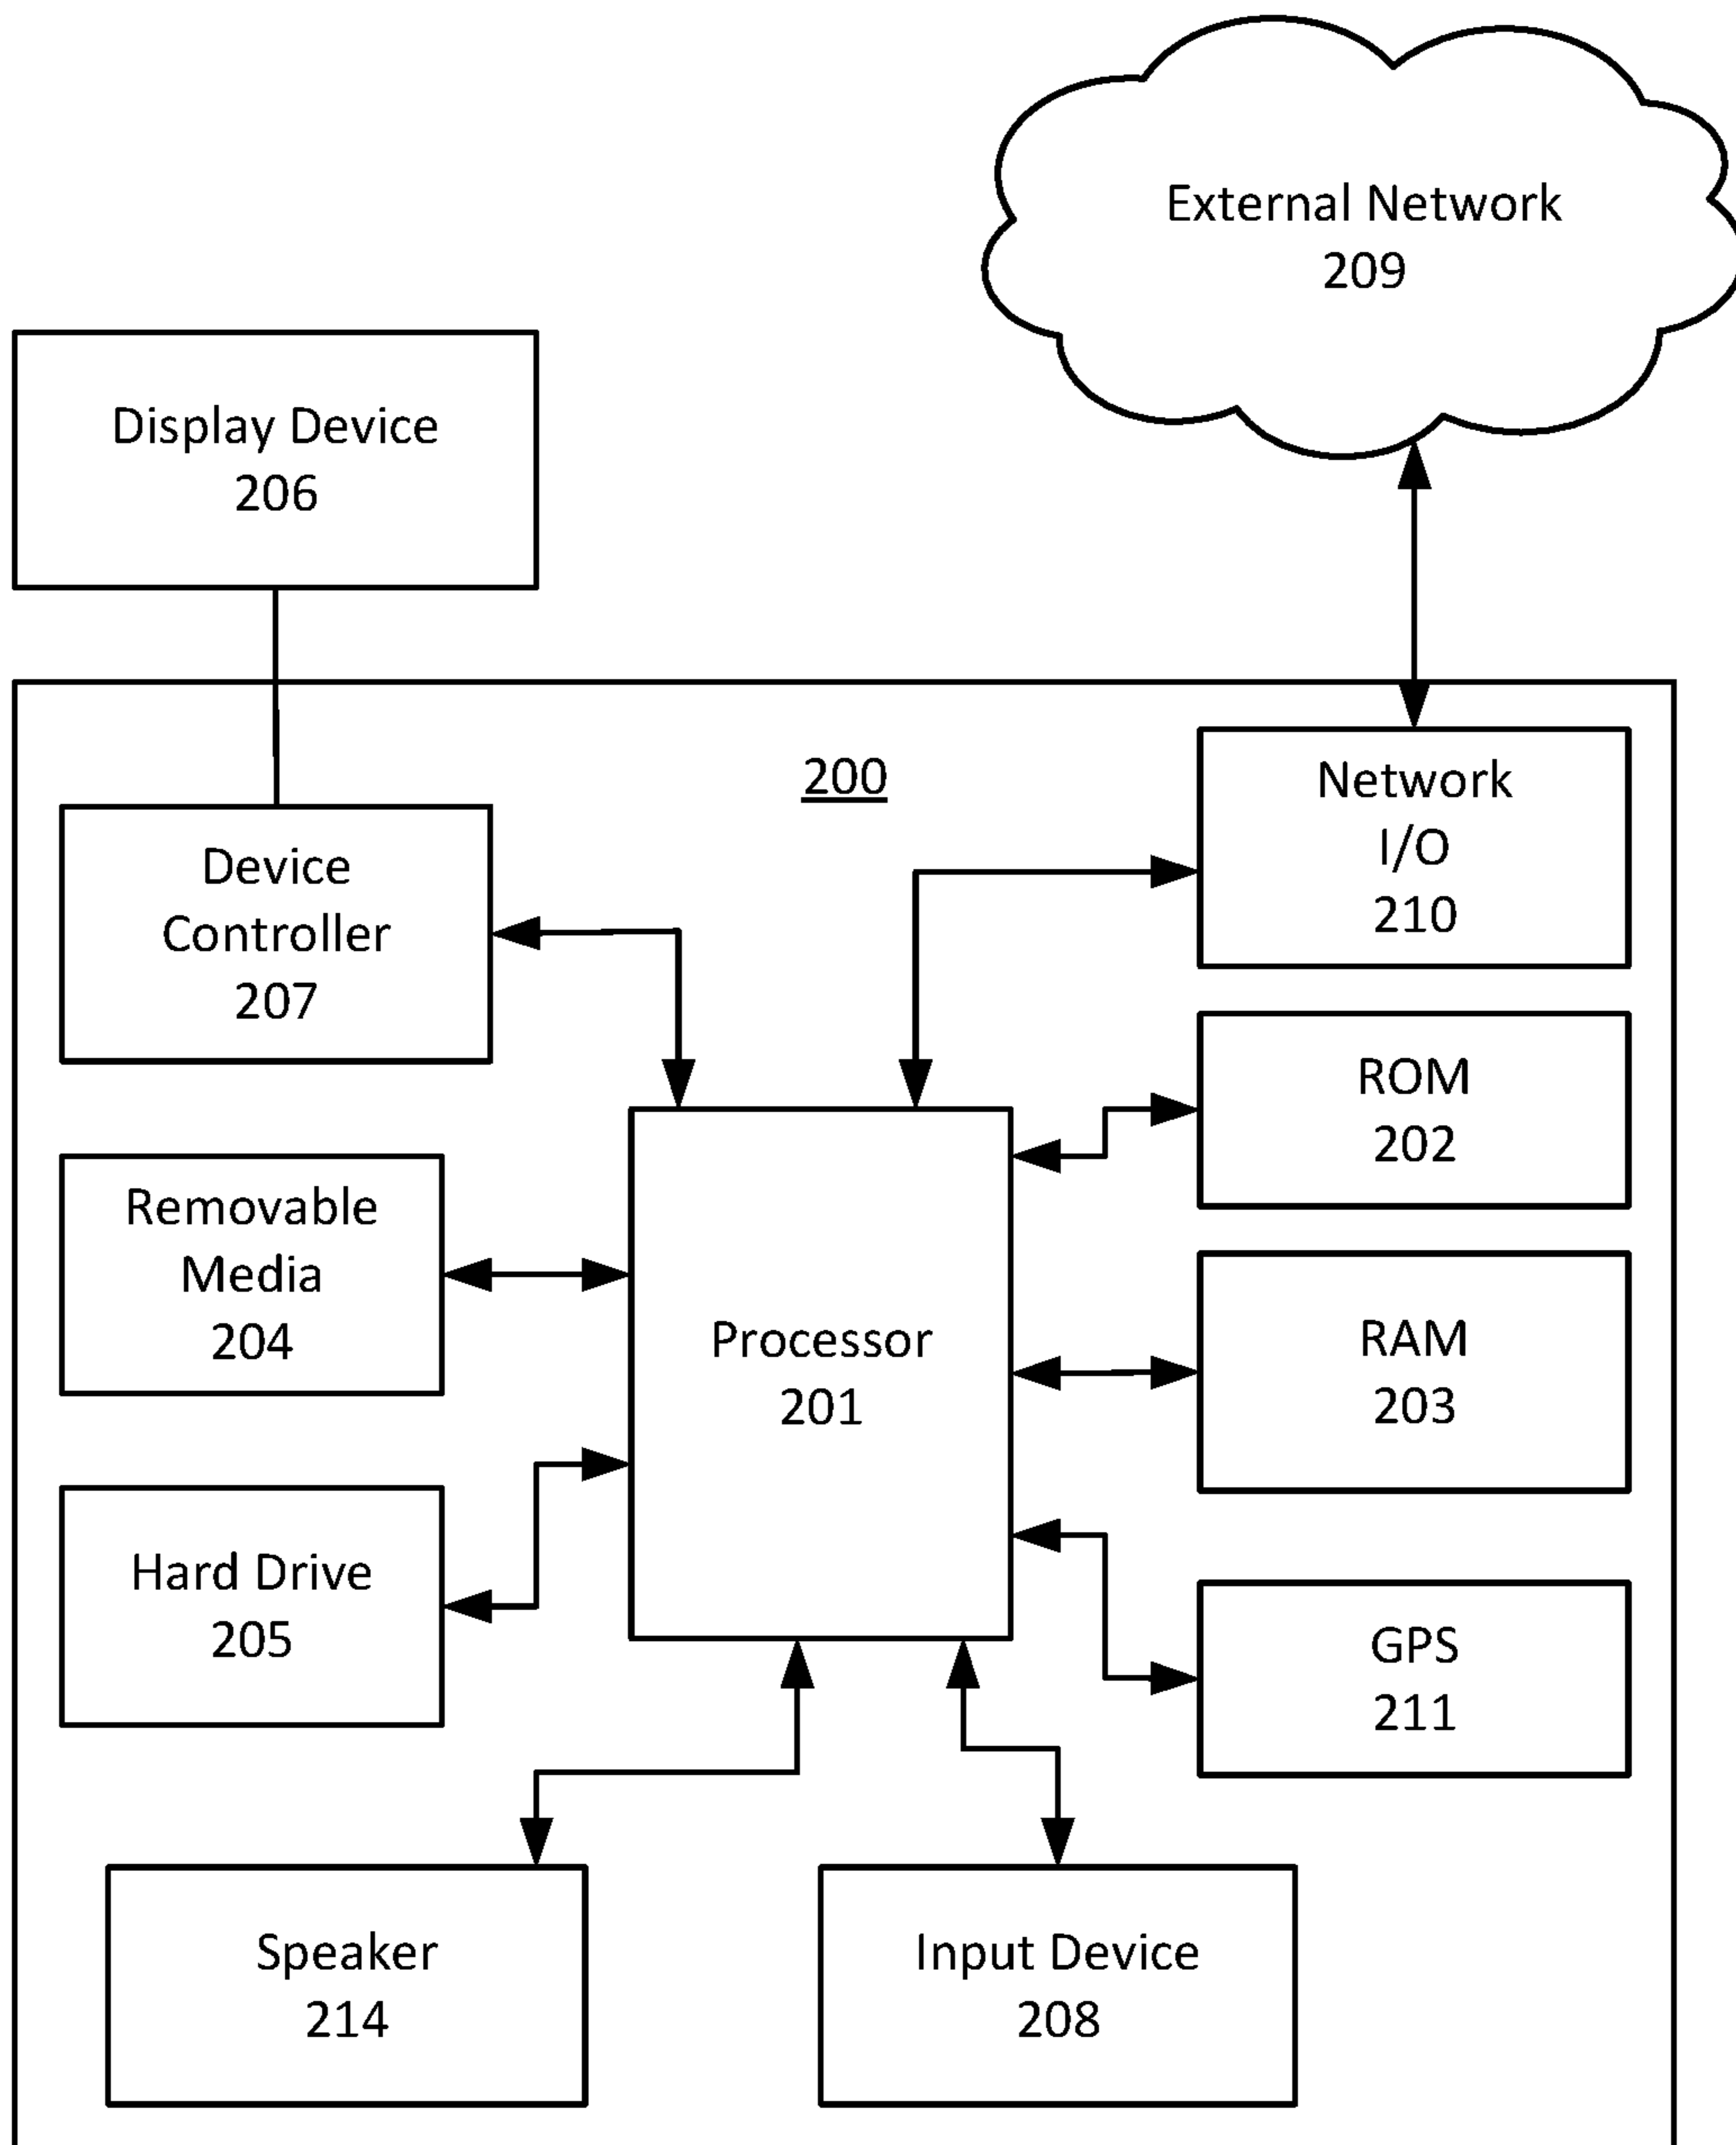 External Network
209
Display Device
206
200
Network
I/O
210
Device
Controller
207
ROM
202
Removable
Media
204
Processor
201
RAM
203
Hard Drive
205
GPS
211
Speaker
214
Input Device
208